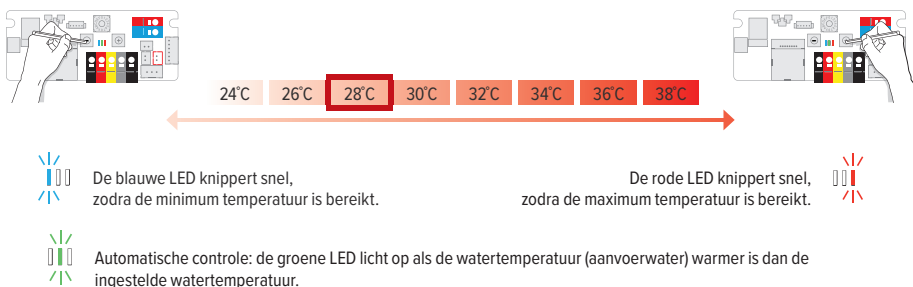 24°C 26°C 28°C 30°C 32°C 34°C 36°C 38°C
De blauwe LED knippert snel,
zodra de minimum temperatuur is bereikt.
De rode LED knippert snel,
zodra de maximum temperatuur is bereikt.
Automatische controle: de groene LED licht op als de watertemperatuur (aanvoerwater) warmer is dan de
ingestelde watertemperatuur.